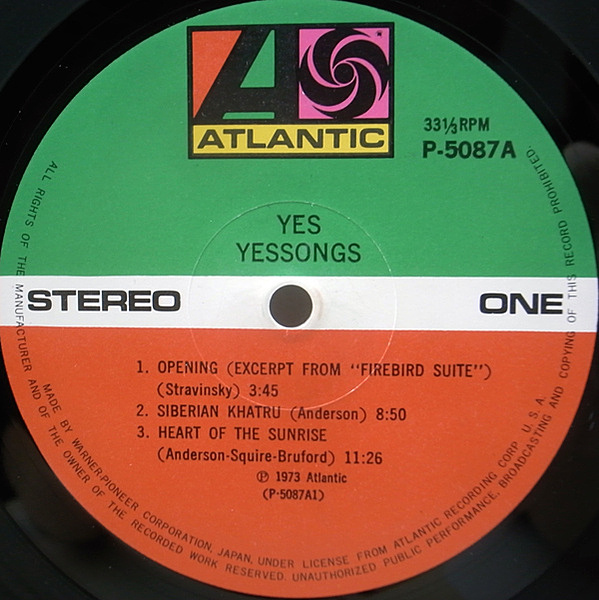 ATLANTIC
33⅓RPM
P-5087A
YES
YESSONGS
STEREO
ONE
1. OPENING (EXCERPT FROM “FIREBIRD SUITE”)
(Stravinsky) 3:45
2. SIBERIAN KHATRU (Anderson) 8:50
3. HEART OF THE SUNRISE
(Anderson-Squire-Bruford) 11:26
℗ 1973 Atlantic
(P-5087A1)
MADE BY WARNER-PIONEER CORPORATION, JAPAN, UNDER LICENSE FROM ATLANTIC RECORDING CORP. U.S.A.
ALL RIGHTS OF THE MANUFACTURER AND OF THE OWNER OF THE RECORDED WORK RESERVED. UNAUTHORIZED PUBLIC PERFORMANCE, BROADCASTING AND COPYING OF THIS RECORD PROHIBITED.